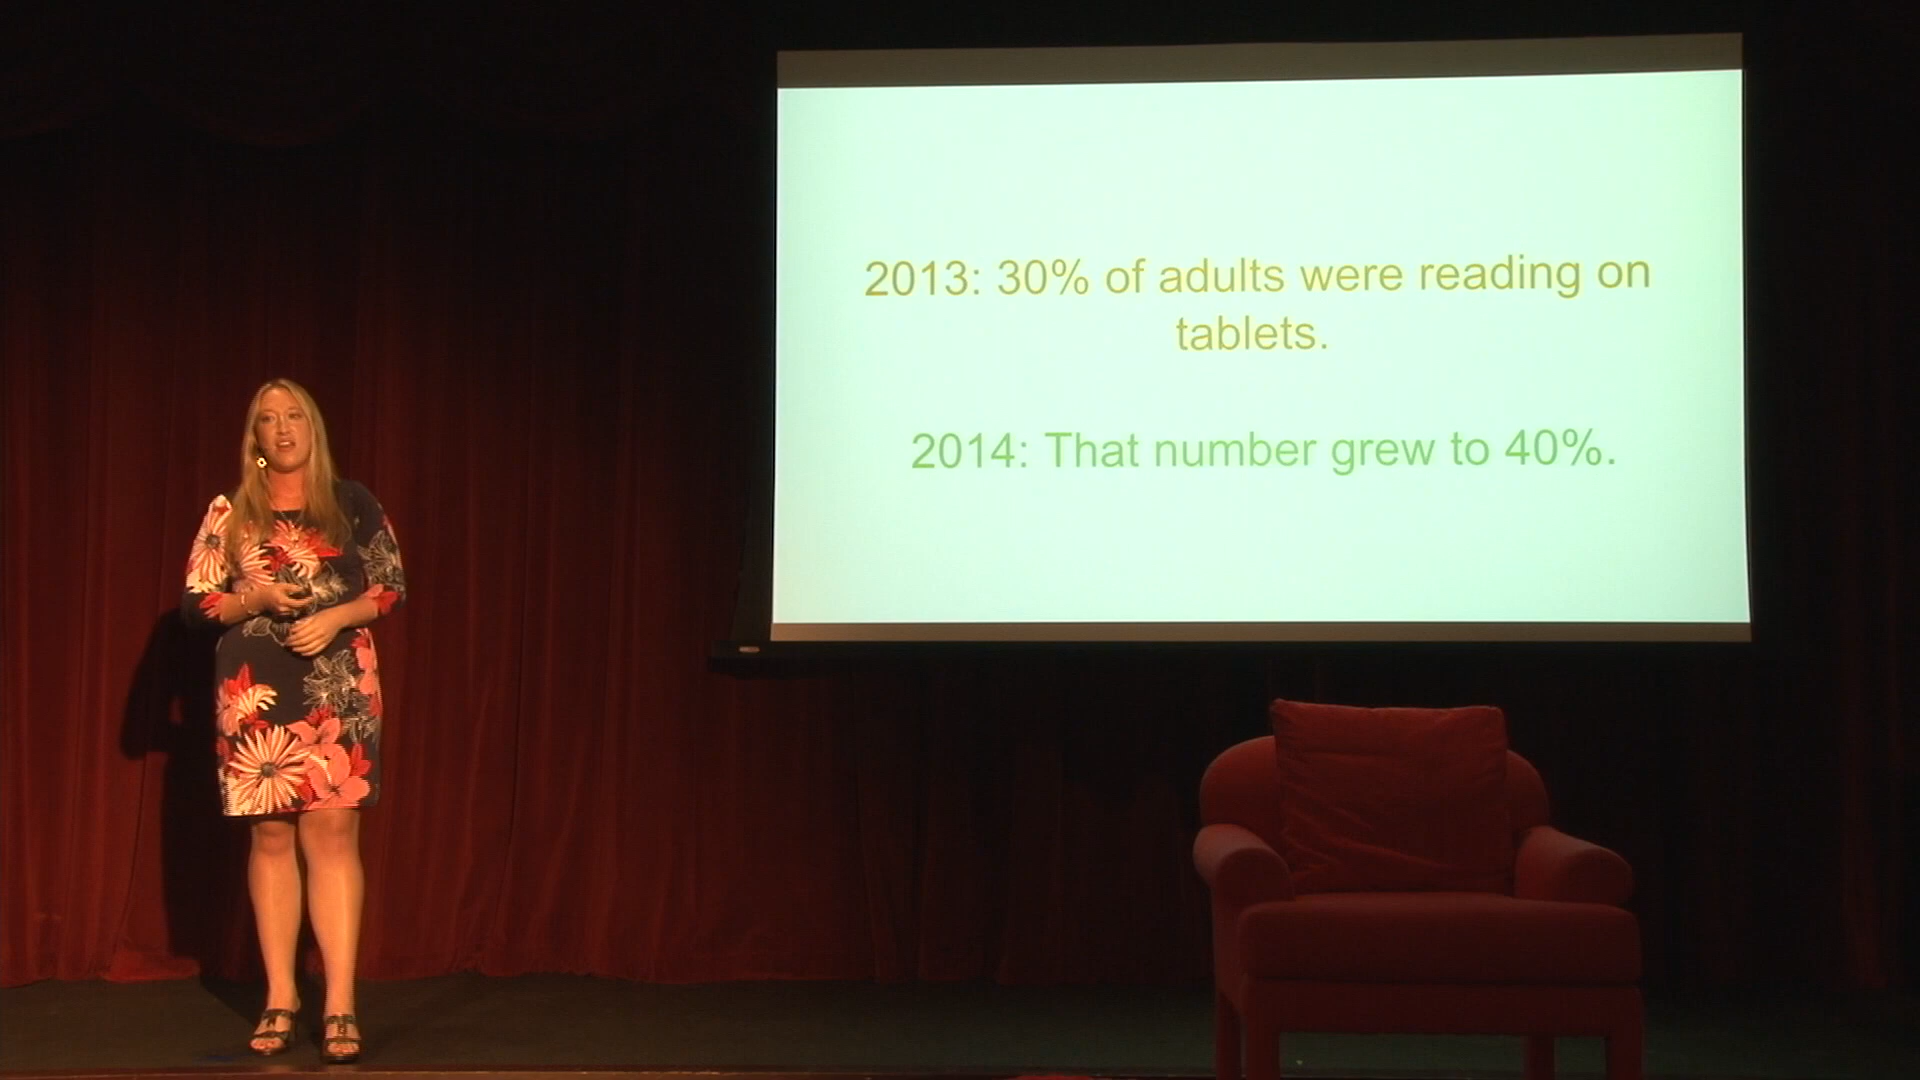 2013: 30% of adults were reading on
tablets.
2014: That number grew to 40%.